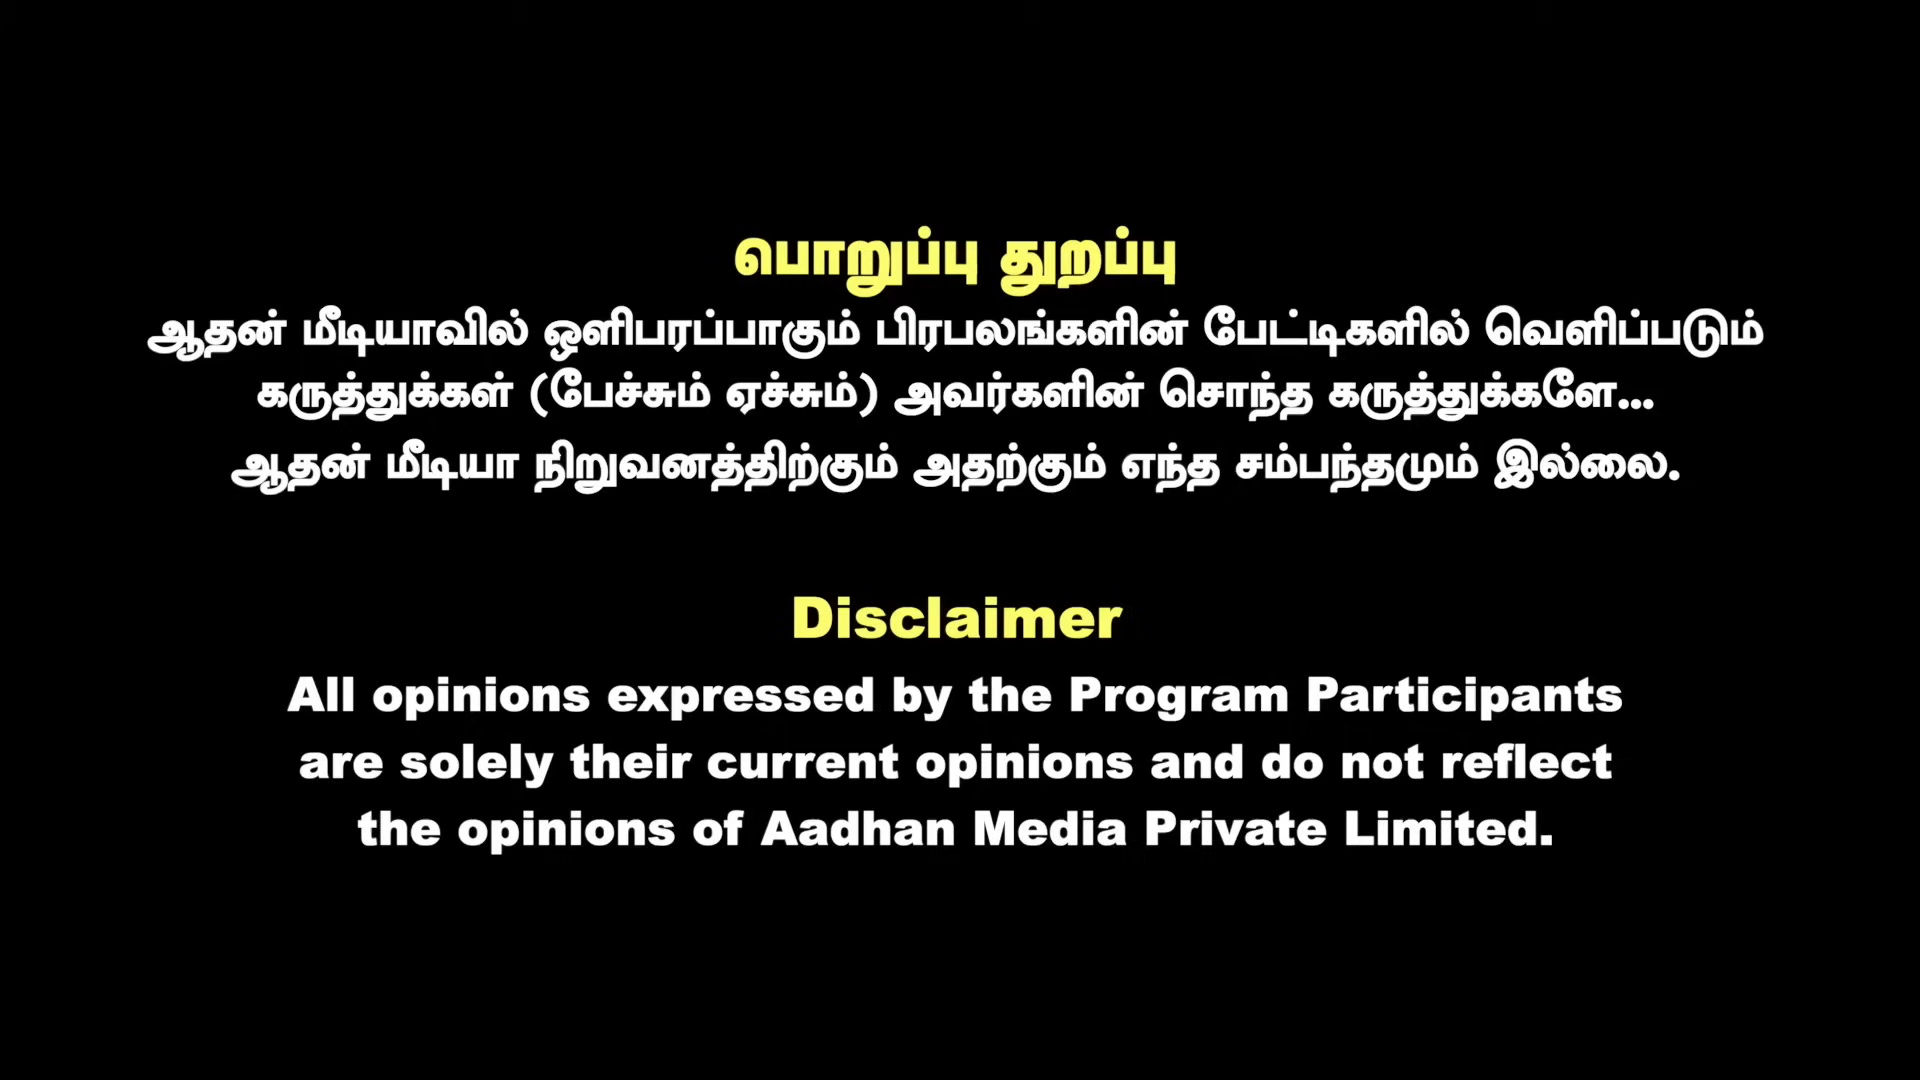 பொறுப்பு துறப்பு
ஆதன் மீடியாவில் ஒளிபரப்பாகும் பிரபலங்களின் பேட்டிகளில் வெளிப்படும்
கருத்துக்கள் (பேச்சும் ஏச்சும்) அவர்களின் சொந்த கருத்துக்களே...
ஆதன் மீடியா நிறுவனத்திற்கும் அதற்கும் எந்த சம்பந்தமும் இல்லை.
Disclaimer
All opinions expressed by the Program Participants
are solely their current opinions and do not reflect
the opinions of Aadhan Media Private Limited.